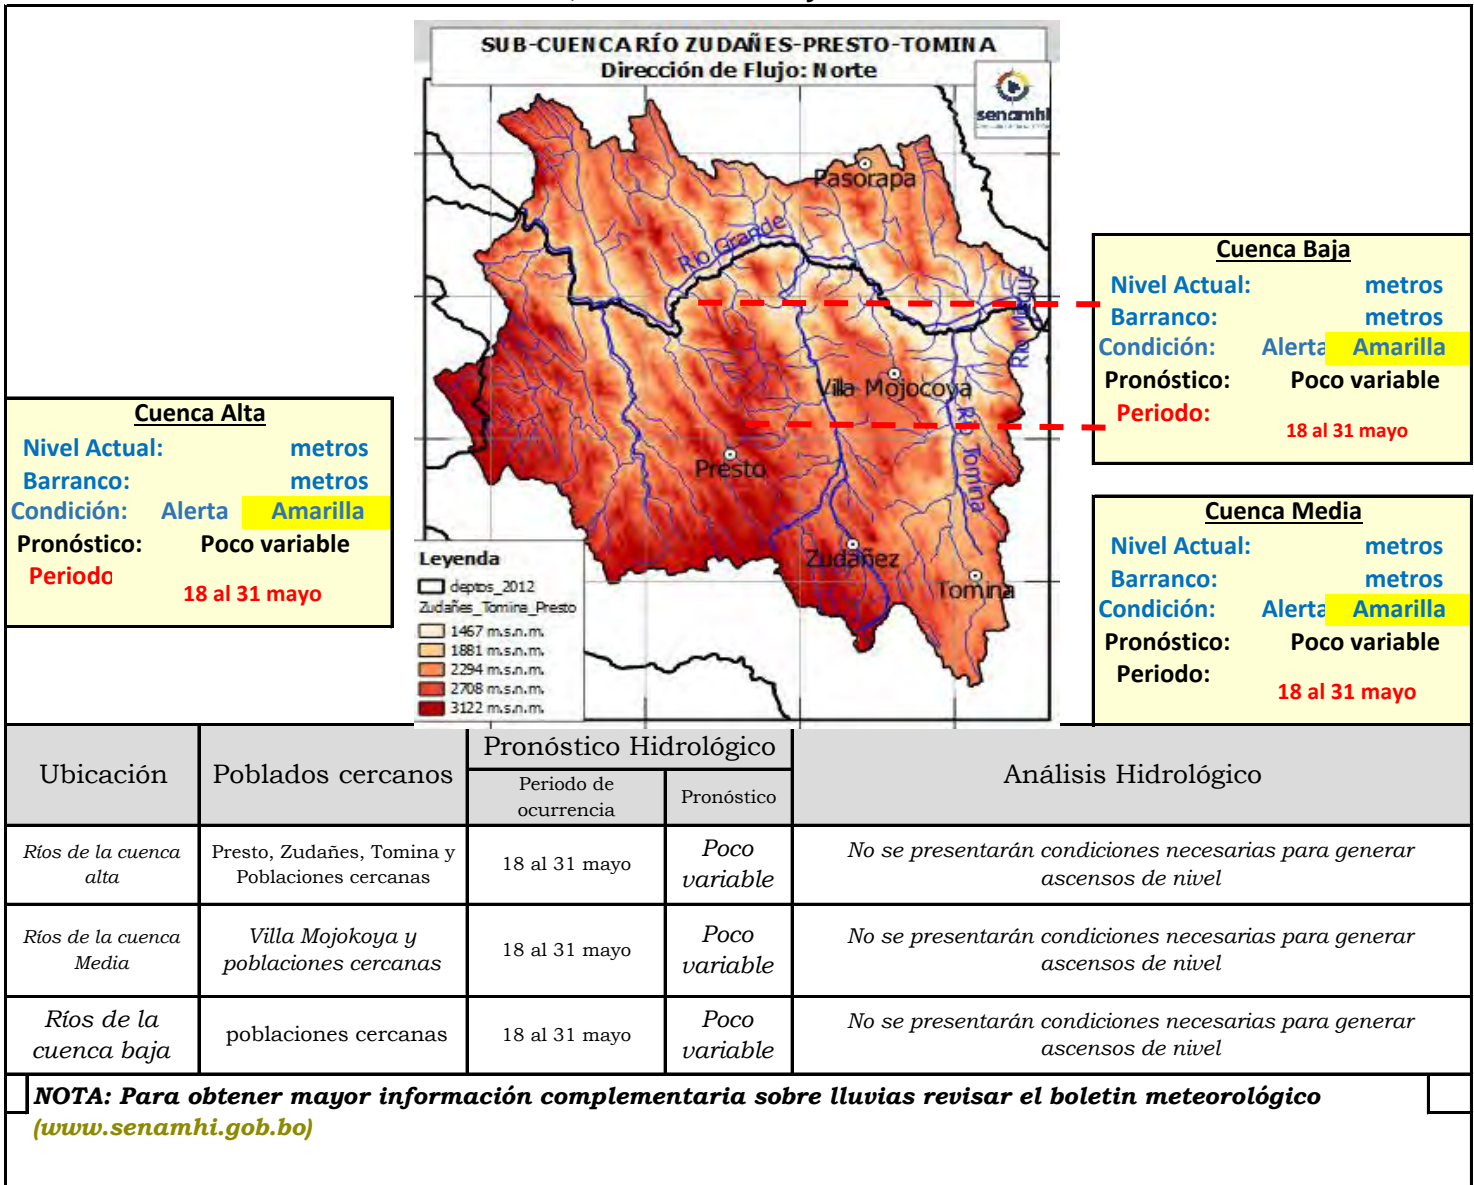 SUB-CUENCA RÍO ZUDAÑES-PRESTO-TOMINA
Dirección de Flujo: Norte
senamhi
Pasorapa
Río Grande
Río Mizque
Villa Mojocoya
Río Tomina
Presto
Zudáñez
Tomina
Leyenda
deptos_2012
Zudañes_Tomina_Presto
1467 m.s.n.m.
1881 m.s.n.m.
2294 m.s.n.m.
2708 m.s.n.m.
3122 m.s.n.m.
Cuenca Alta
Nivel Actual: metros
Barranco: metros
Condición: Alerta Amarilla
Pronóstico: Poco variable
Periodo
18 al 31 mayo
Cuenca Baja
Nivel Actual: metros
Barranco: metros
Condición: Alerta Amarilla
Pronóstico: Poco variable
Periodo:
18 al 31 mayo
Cuenca Media
Nivel Actual: metros
Barranco: metros
Condición: Alerta Amarilla
Pronóstico: Poco variable
Periodo:
18 al 31 mayo
Ubicación
Poblados cercanos
Pronóstico Hidrológico
Periodo de
ocurrencia
Pronóstico
Análisis Hidrológico
Ríos de la cuenca
alta
Presto, Zudañes, Tomina y
Poblaciones cercanas
18 al 31 mayo
Poco
variable
No se presentarán condiciones necesarias para generar
ascensos de nivel
Ríos de la cuenca
Media
Villa Mojokoya y
poblaciones cercanas
18 al 31 mayo
Poco
variable
No se presentarán condiciones necesarias para generar
ascensos de nivel
Ríos de la
cuenca baja
poblaciones cercanas
18 al 31 mayo
Poco
variable
No se presentarán condiciones necesarias para generar
ascensos de nivel
NOTA: Para obtener mayor información complementaria sobre lluvias revisar el boletin meteorológico
(www.senamhi.gob.bo)